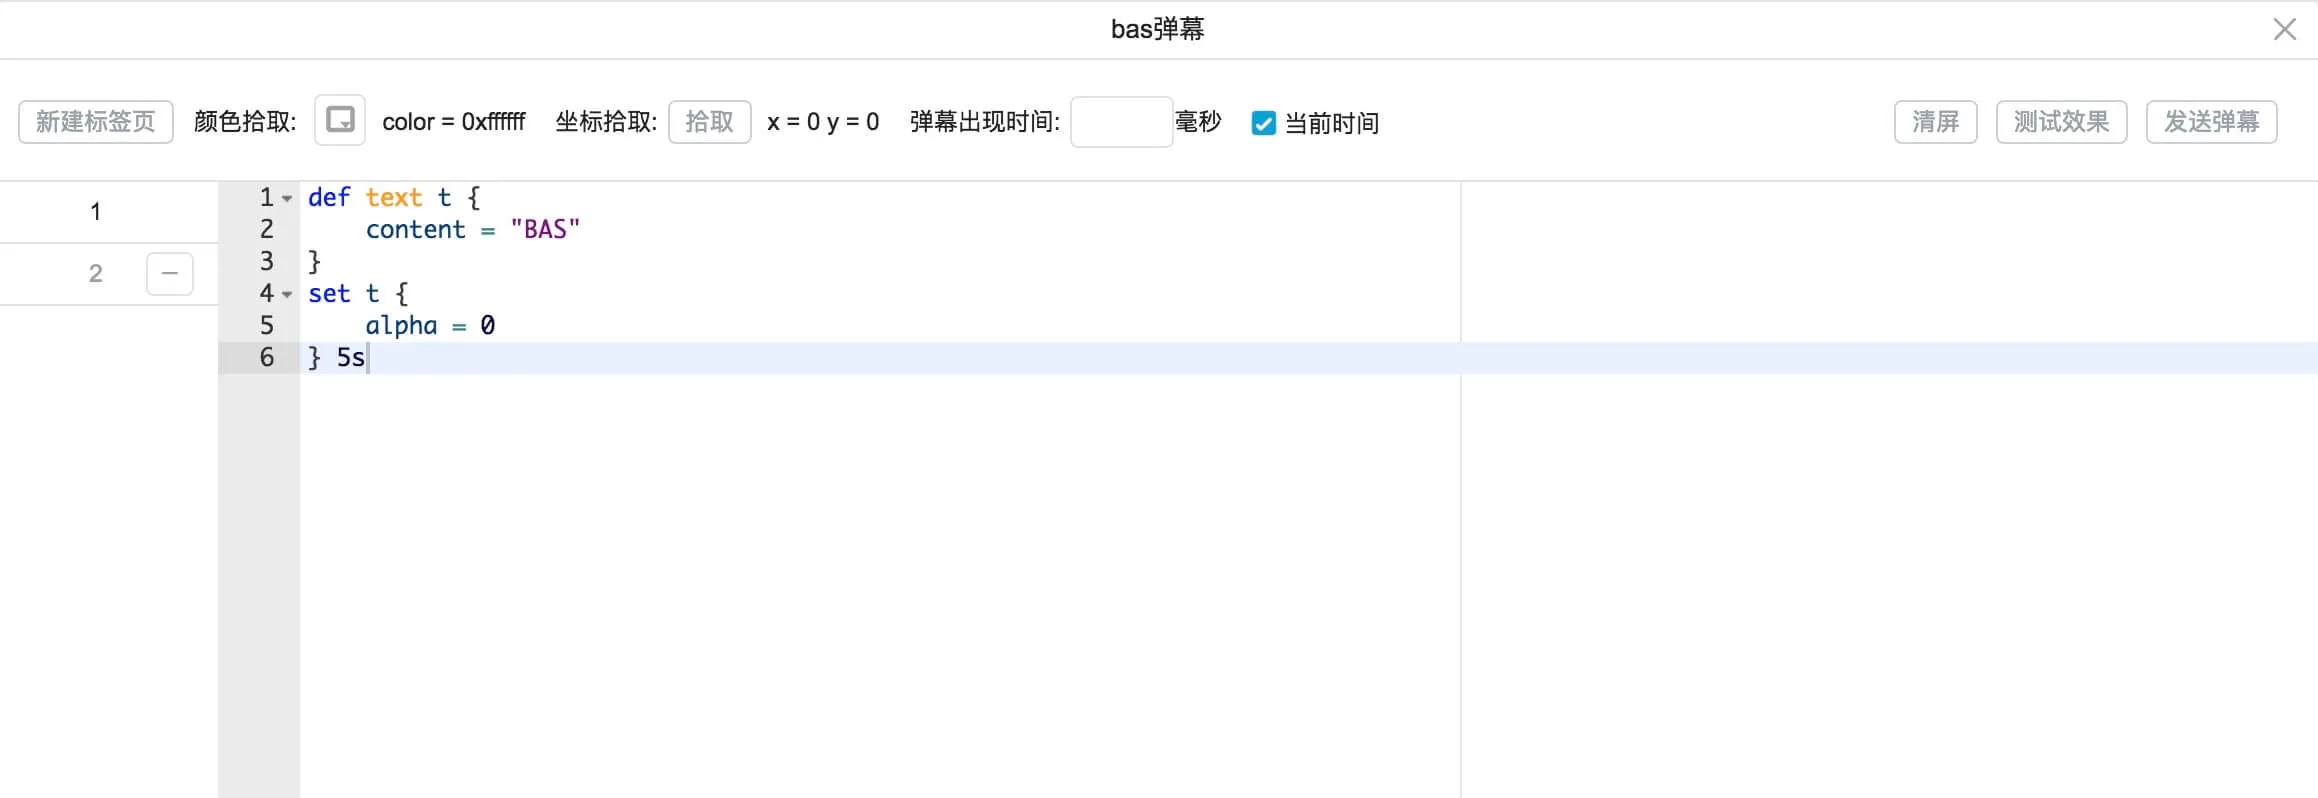 bas弹幕
新建标签页 颜色拾取: color = 0xffffff 坐标拾取: 拾取 x = 0 y = 0 弹幕出现时间: 毫秒 当前时间 清屏 测试效果 发送弹幕
1
2
1 def text t {
2     content = "BAS"
3 }
4 set t {
5     alpha = 0
6 } 5s